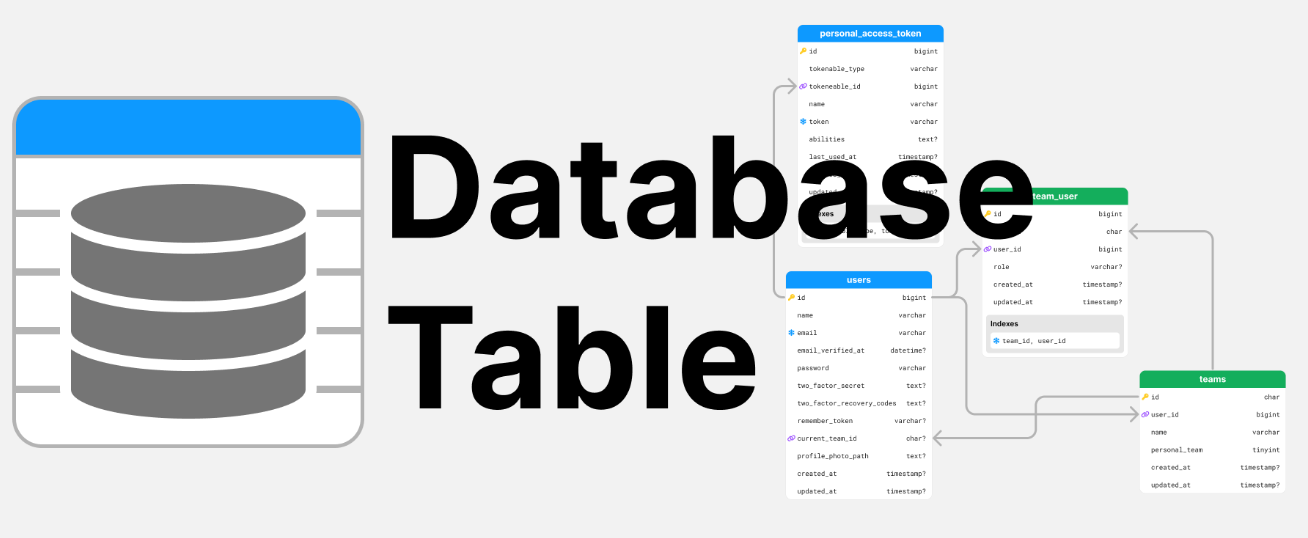 Database
Table
personal_access_token
id bigint
tokenable_type varchar
tokeneable_id bigint
name varchar
token varchar
abilities text?
last_used_at timestamp?
team_user
id bigint
char
user_id bigint
role varchar?
created_at timestamp?
updated_at timestamp?
Indexes
team_id, user_id
users
id bigint
name varchar
email varchar
email_verified_at datetime?
password varchar
two_factor_secret text?
two_factor_recovery_codes text?
remember_token varchar?
current_team_id char?
profile_photo_path text?
created_at timestamp?
updated_at timestamp?
teams
id char
user_id bigint
name varchar
personal_team tinyint
created_at timestamp?
updated_at timestamp?